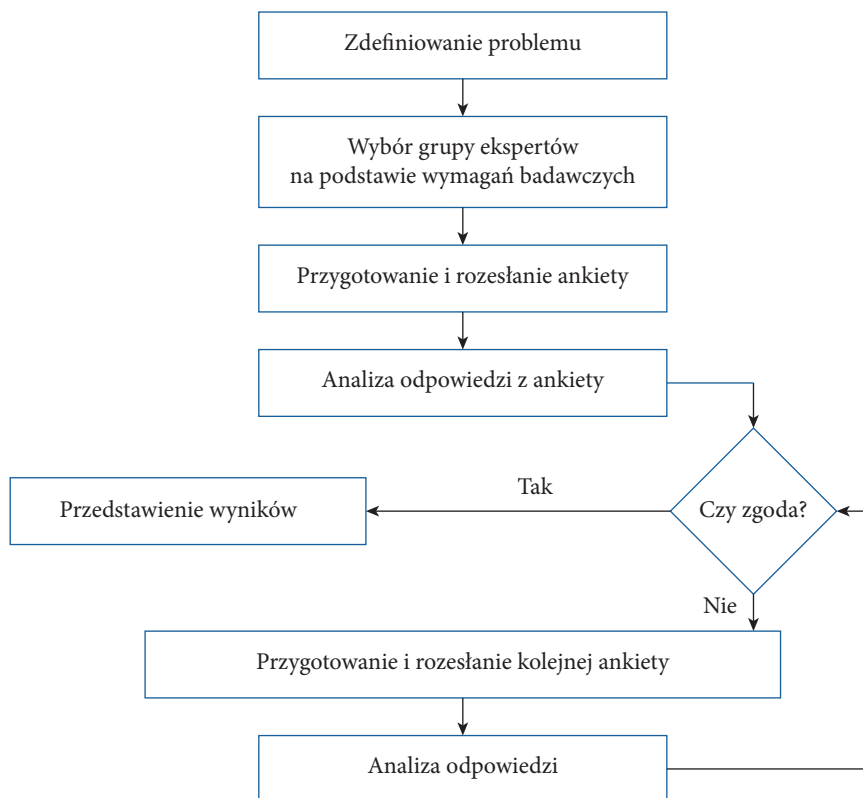 Zdefiniowanie problemu
Wybór grupy ekspertów
na podstawie wymagań badawczych
Przygotowanie i rozesłanie ankiety
Analiza odpowiedzi z ankiety
Czy zgoda?
Tak
Przedstawienie wyników
Nie
Przygotowanie i rozesłanie kolejnej ankiety
Analiza odpowiedzi